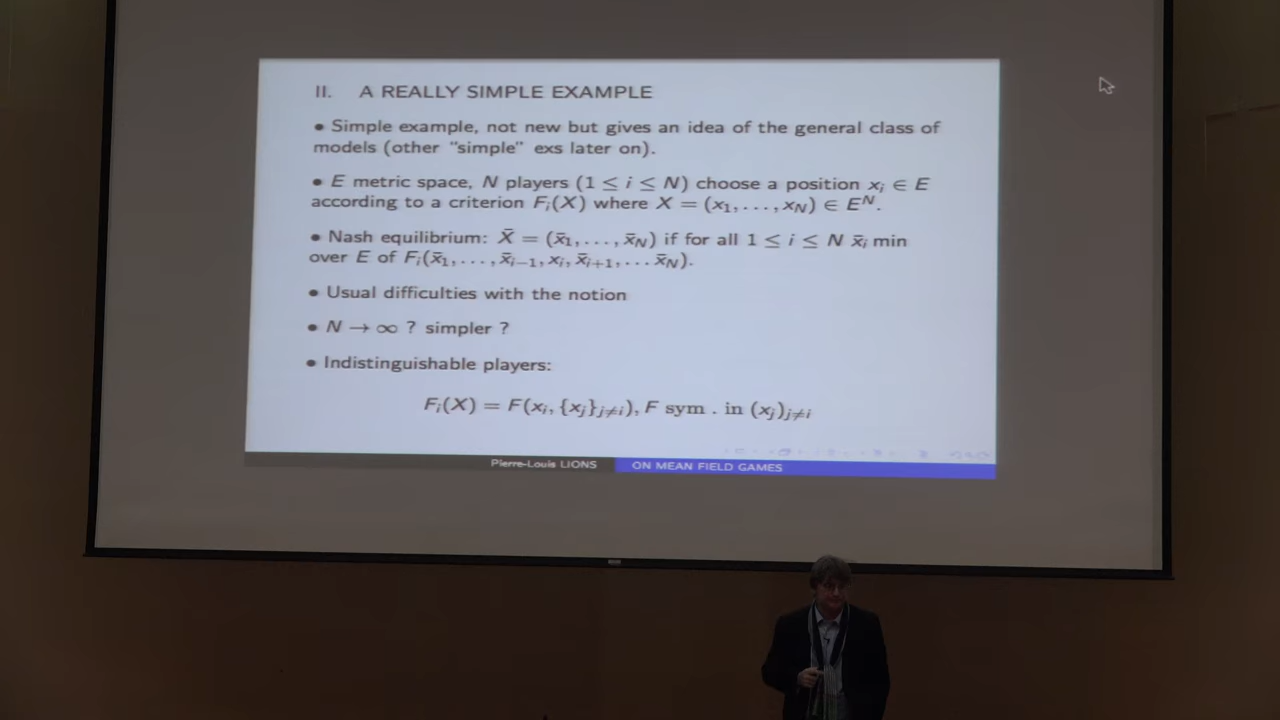 II. A REALLY SIMPLE EXAMPLE
• Simple example, not new but gives an idea of the general class of
models (other "simple" exs later on).
• E metric space, N players (1 ≤ i ≤ N) choose a position xᵢ ∈ E
according to a criterion Fᵢ(X) where X = (x₁, . . . , x_N) ∈ Eᴺ.
• Nash equilibrium: X̄ = (x̄₁, . . . , x̄_N) if for all 1 ≤ i ≤ N x̄ᵢ min
over E of Fᵢ(x̄₁, . . . , x̄ᵢ₋₁, xᵢ, x̄ᵢ₊₁, . . . x̄_N).
• Usual difficulties with the notion
• N → ∞ ? simpler ?
• Indistinguishable players:
Fᵢ(X) = F(xᵢ, {xⱼ}ⱼ≠ᵢ), F sym . in (xⱼ)ⱼ≠ᵢ
Pierre-Louis LIONS ON MEAN FIELD GAMES